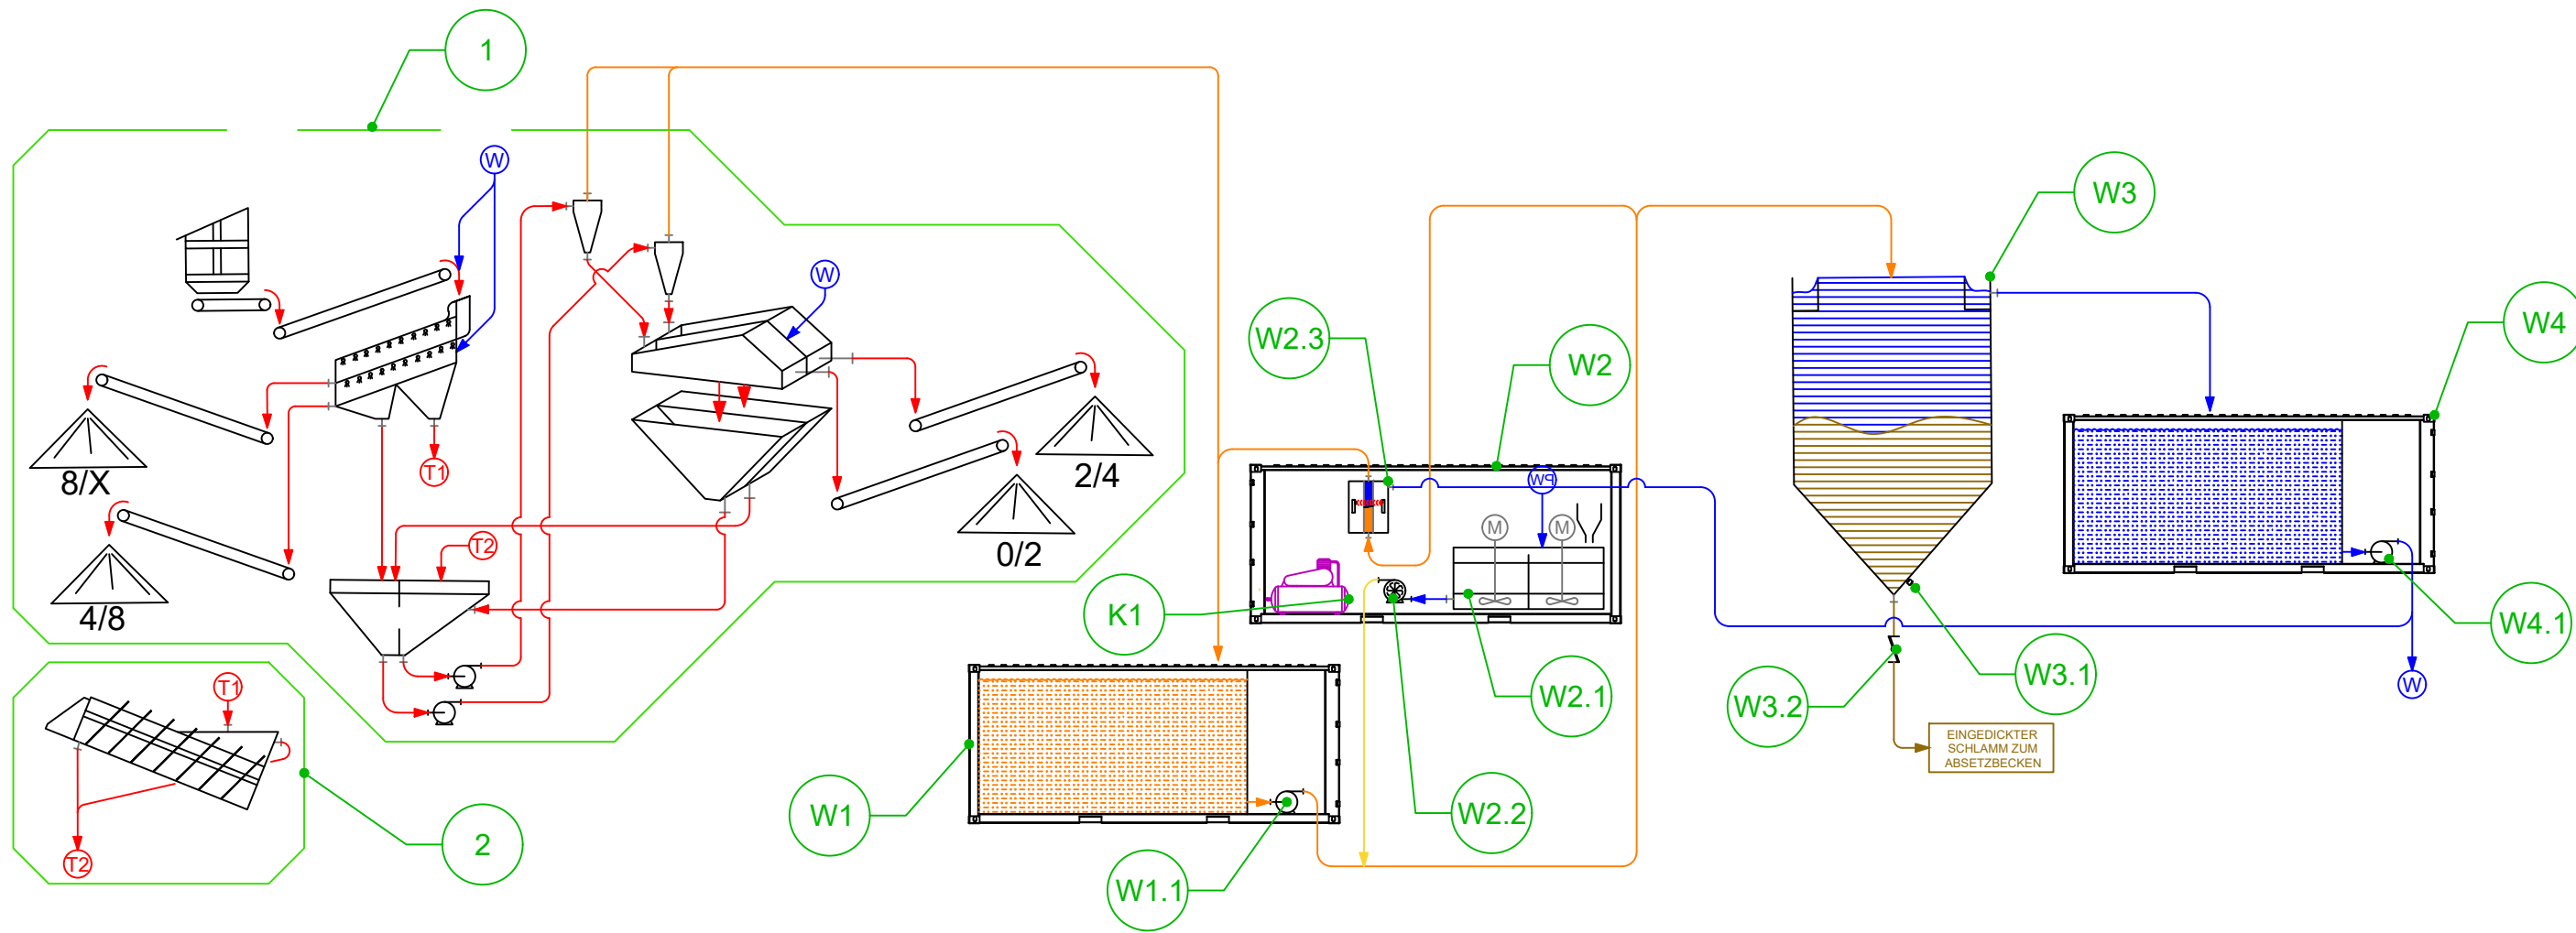 1
W
W3
W
W4
W2.3
W2
8/X
T1
2/4
PW
M
M
0/2
T2
4/8
K1
W4.1
W3.1
W
W3.2
W2.1
T1
EINGEDICKTER
SCHLAMM ZUM
ABSETZBECKEN
W1
W2.2
2
T2
W1.1